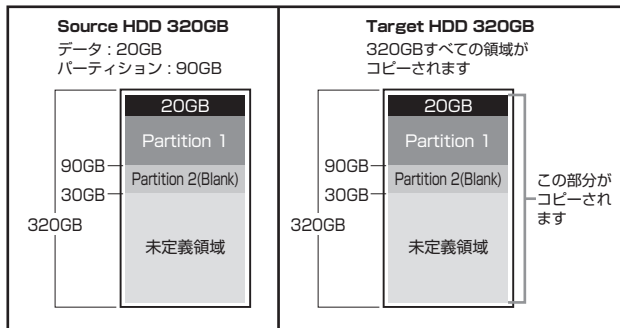 Source HDD 320GB
データ : 20GB
パーティション : 90GB
20GB
Partition 1
90GB
Partition 2(Blank)
30GB
320GB
未定義領域
Target HDD 320GB
320GBすべての領域が
コピーされます
20GB
Partition 1
90GB
Partition 2(Blank)
30GB
320GB
未定義領域
この部分が
コピーされ
ます